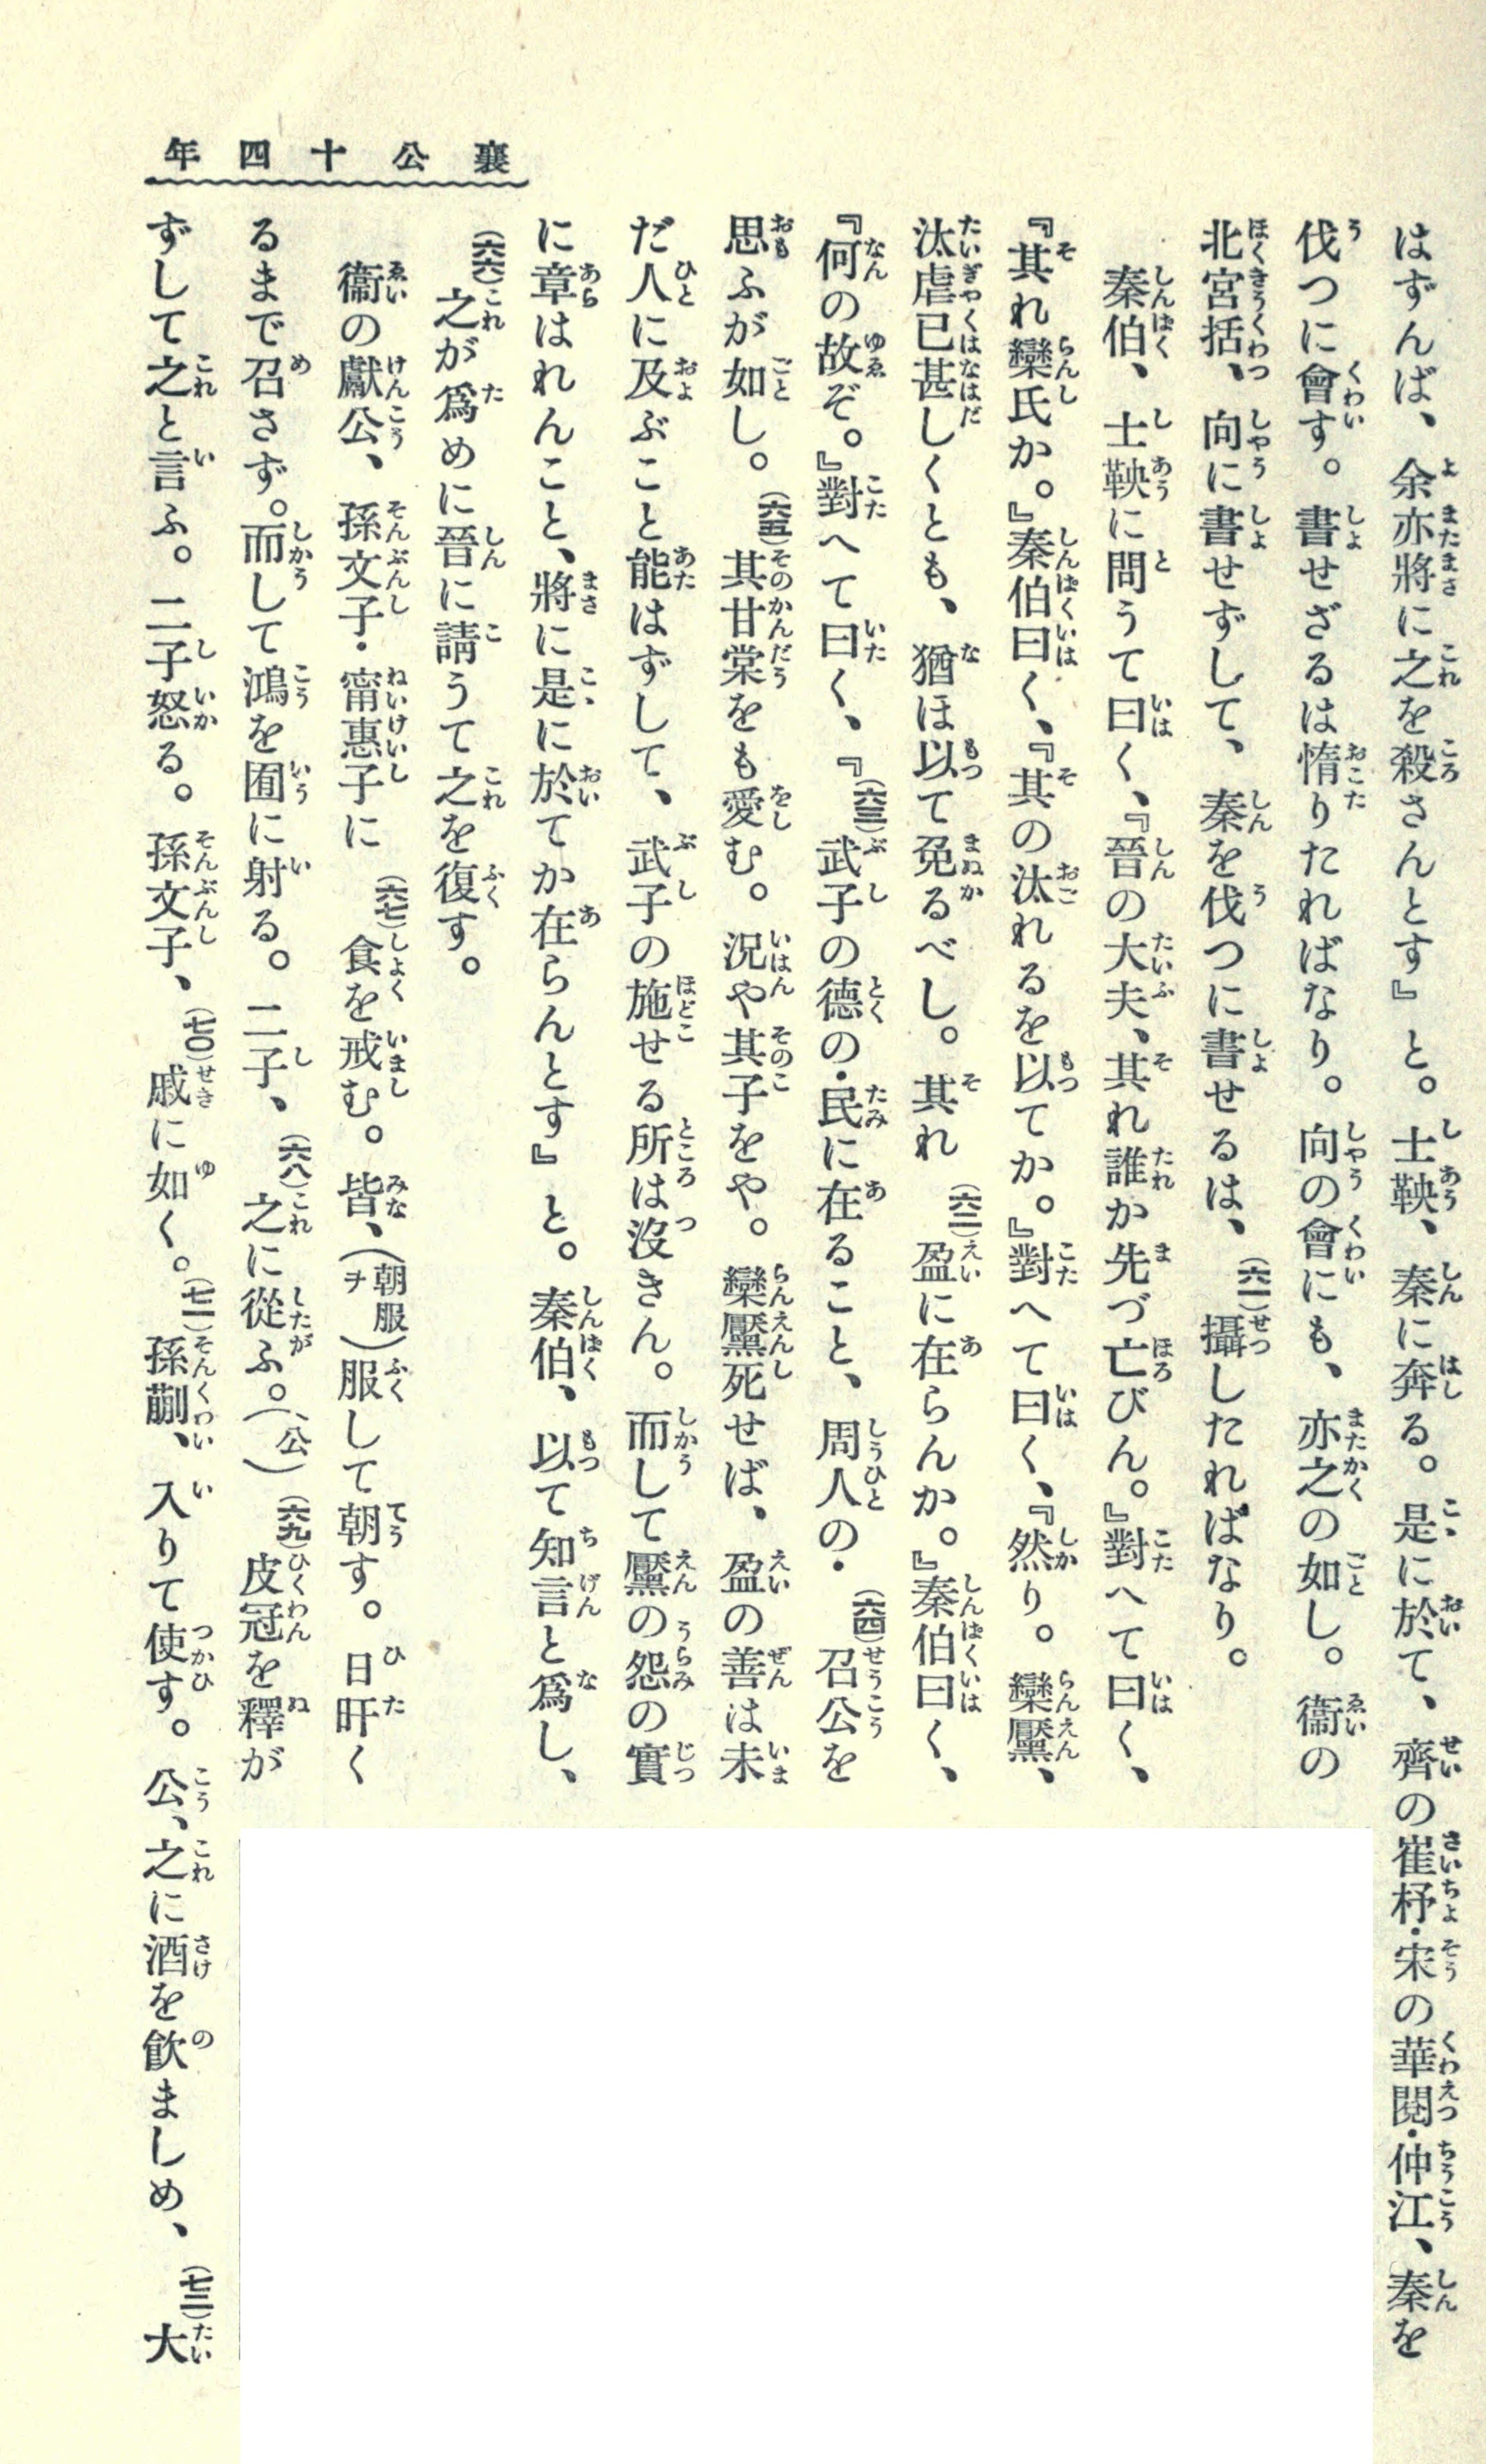 襄公十四年
はずんば、余亦將に之を殺さんとす』と。士鞅、秦に奔る。是に於て、齊の崔杼・宋の華閱・仲江、秦を
伐つに會す。書せざるは惰りたればなり。向の會にも、亦之の如し。衞の
北宮括、向に書せずして、秦を伐つに書せるは、(六一)攝したればなり。
秦伯、士鞅に問うて曰く、『晉の大夫、其れ誰か先づ亡びん。』對へて曰く、
『其れ欒氏か。』秦伯曰く、『其の汰れるを以てか。』對へて曰く、『然り。欒黶、
汰虐已甚しくとも、猶ほ以て免るべし。其れ(六二)盈に在らんか。』秦伯曰く、
『何の故ぞ。』對へて曰く、『(六三)武子の德の・民に在ること、周人の・(六四)召公を
思ふが如し。(六五)其甘棠をも愛む。況や其子をや。欒黶死せば、盈の善は未
だ人に及ぶこと能はずして、武子の施せる所は沒きん。而して黶の怨の實
に章はれんこと、將に是に於てか在らんとす』と。秦伯、以て知言と爲し、
(六六)之が爲めに晉に請うて之を復す。
衞の獻公、孫文子・甯惠子に(六七)食を戒む。皆、(朝服ヲ)服して朝す。日旰く
るまで召さず。而して鴻を囿に射る。二子、(六八)之に從ふ。(公)(六九)皮冠を釋が
ずして之と言ふ。二子怒る。孫文子、(七〇)戚に如く。(七一)孫蒯、入りて使す。公、之に酒を飮ましめ、(七二)大